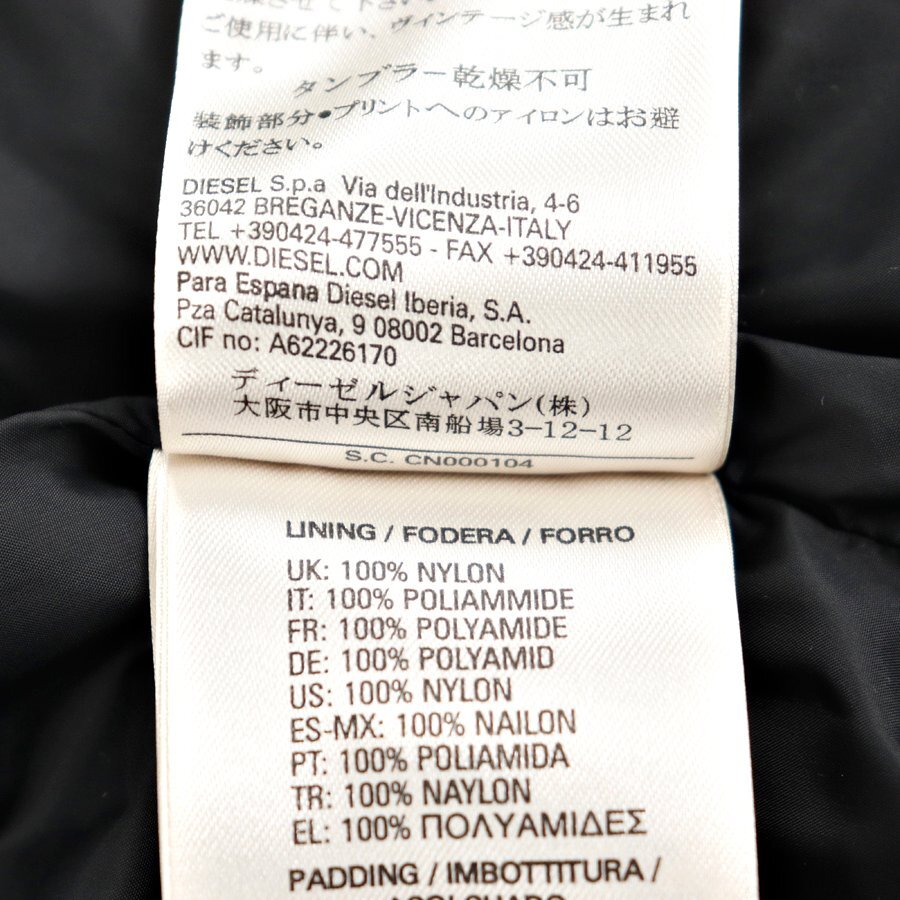 ご使用に伴い、ヴィンテージ感が生まれ
ます。
タンブラー乾燥不可
装飾部分•プリントへのアイロンはお避
けください。
DIESEL S.p.a Via dell'Industria, 4-6
36042 BREGANZE-VICENZA-ITALY
TEL +390424-477555 - FAX +390424-411955
WWW.DIESEL.COM
Para Espana Diesel Iberia, S.A.
Pza Catalunya, 9 08002 Barcelona
CIF no: A62226170
ディーゼルジャパン(株)
大阪市中央区南船場3-12-12
S.C. CN000104
LINING / FODERA / FORRO
UK: 100% NYLON
IT: 100% POLIAMMIDE
FR: 100% POLYAMIDE
DE: 100% POLYAMID
US: 100% NYLON
ES-MX: 100% NAILON
PT: 100% POLIAMIDA
TR: 100% NAYLON
EL: 100% ΠΟΛΥΑΜΙΔΕΣ
PADDING / IMBOTTITURA /